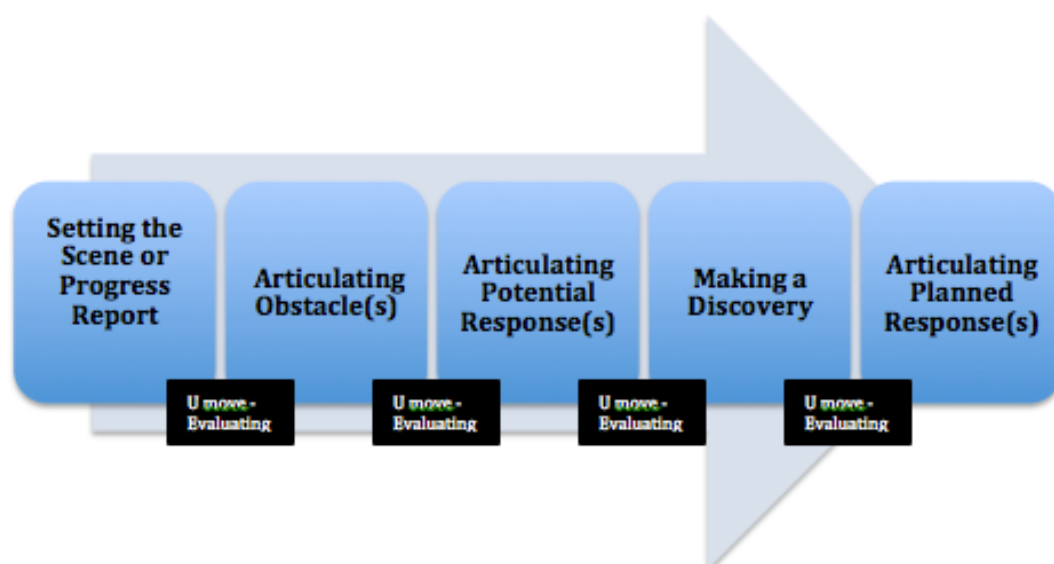 Setting the
Scene or
Progress
Report
Articulating
Obstacle(s)
Articulating
Potential
Response(s)
Making a
Discovery
Articulating
Planned
Response(s)
U move -
Evaluating
U move -
Evaluating
U move -
Evaluating
U move -
Evaluating